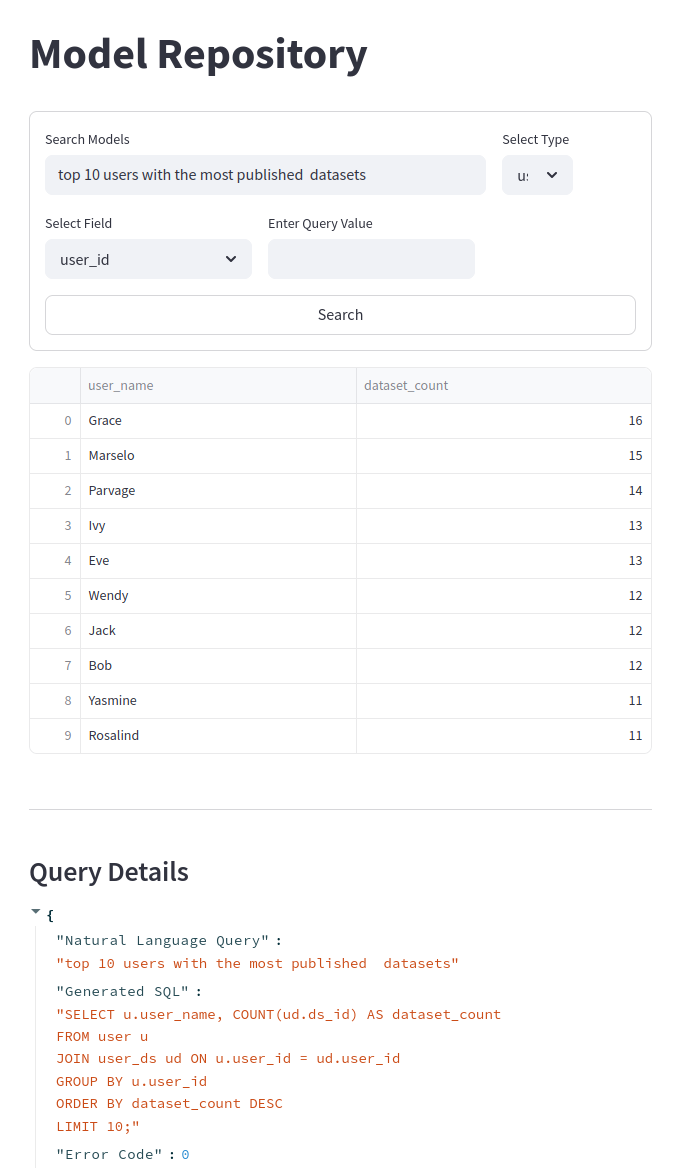 Model Repository
Search Models Select Type
top 10 users with the most published  datasets
Select Field Enter Query Value
user_id
Search
user_name dataset_count
0 Grace 16
1 Marselo 15
2 Parvage 14
3 Ivy 13
4 Eve 13
5 Wendy 12
6 Jack 12
7 Bob 12
8 Yasmine 11
9 Rosalind 11
Query Details
{
"Natural Language Query" :
"top 10 users with the most published  datasets"
"Generated SQL" :
"SELECT u.user_name, COUNT(ud.ds_id) AS dataset_count
FROM user u
JOIN user_ds ud ON u.user_id = ud.user_id
GROUP BY u.user_id
ORDER BY dataset_count DESC
LIMIT 10;"
"Error Code" : 0